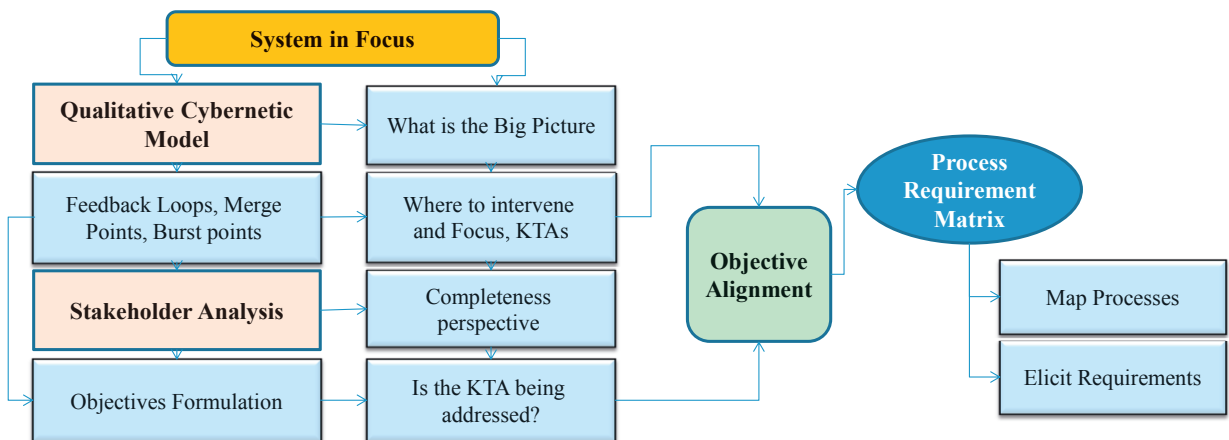 System in Focus
Qualitative Cybernetic
Model
What is the Big Picture
Feedback Loops, Merge
Points, Burst points
Where to intervene
and Focus, KTAs
Stakeholder Analysis
Completeness
perspective
Objectives Formulation
Is the KTA being
addressed?
Objective
Alignment
Process
Requirement
Matrix
Map Processes
Elicit Requirements